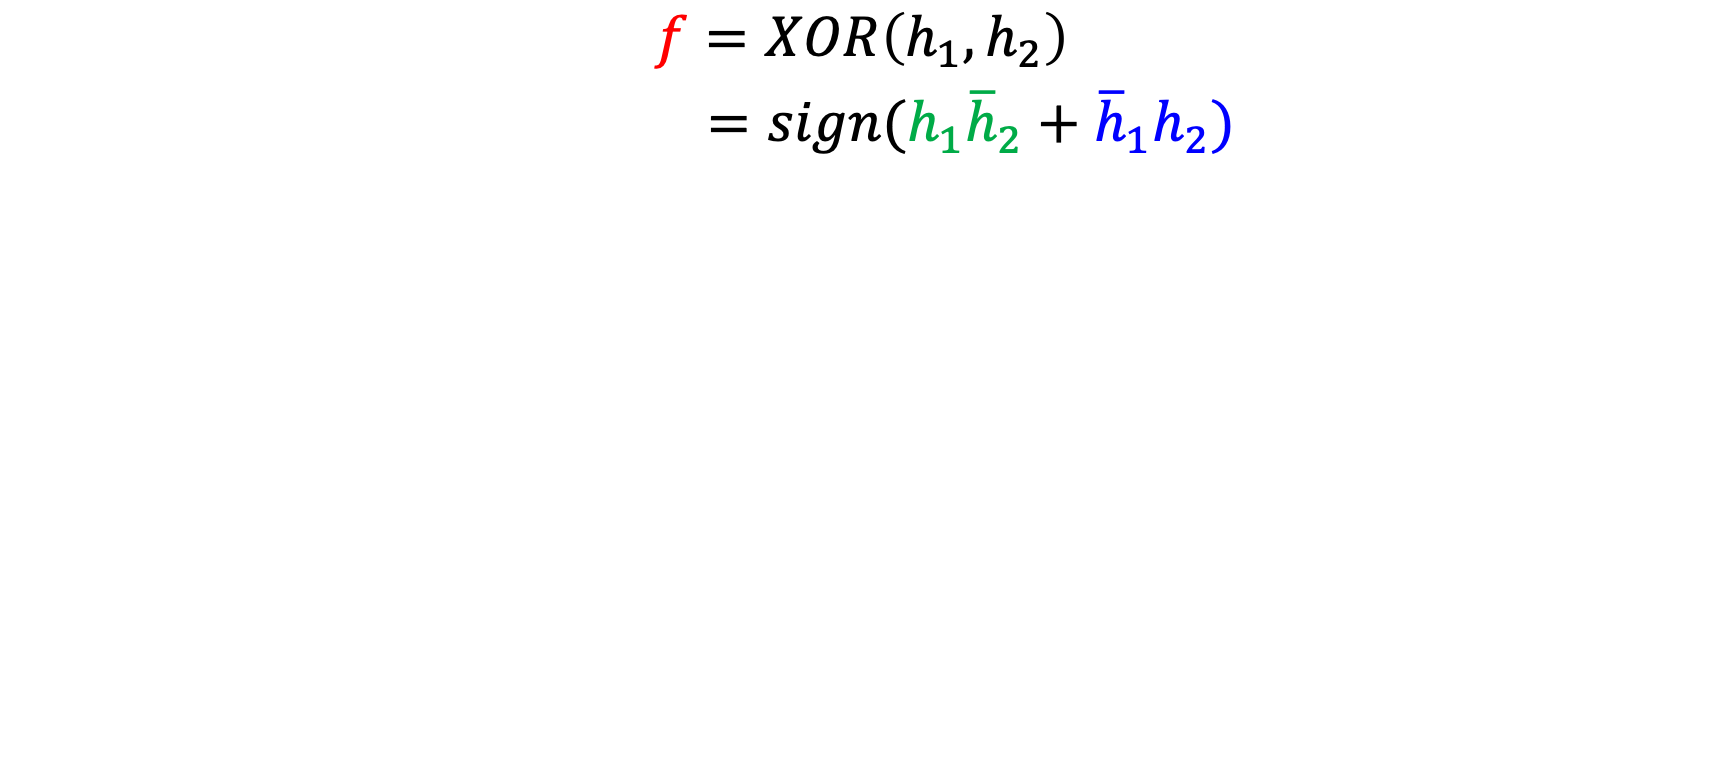 f = XOR(h₁, h₂)
= sign(h₁h̅₂ + h̅₁h₂)